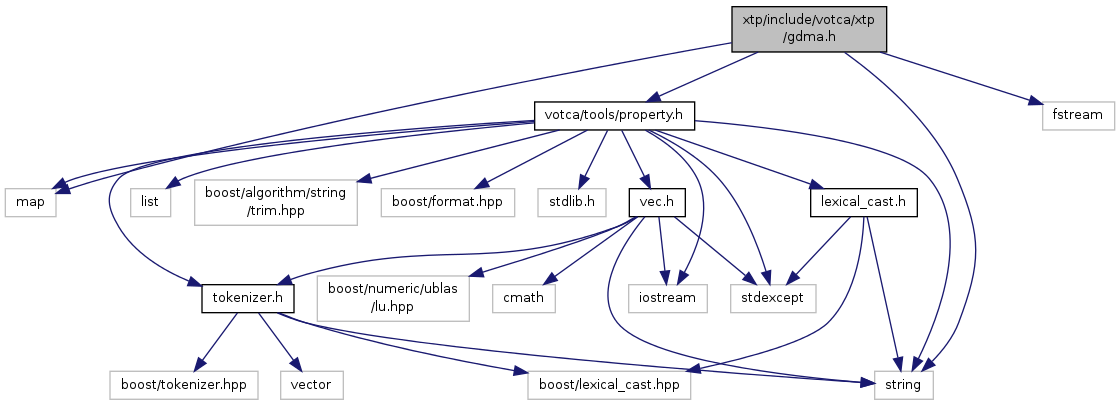 xtp/include/votca/xtp
/gdma.h
votca/tools/property.h
fstream
map
list
boost/algorithm/string
/trim.hpp
boost/format.hpp
stdlib.h
vec.h
lexical_cast.h
tokenizer.h
boost/numeric/ublas
/lu.hpp
cmath
iostream
stdexcept
boost/tokenizer.hpp
vector
boost/lexical_cast.hpp
string